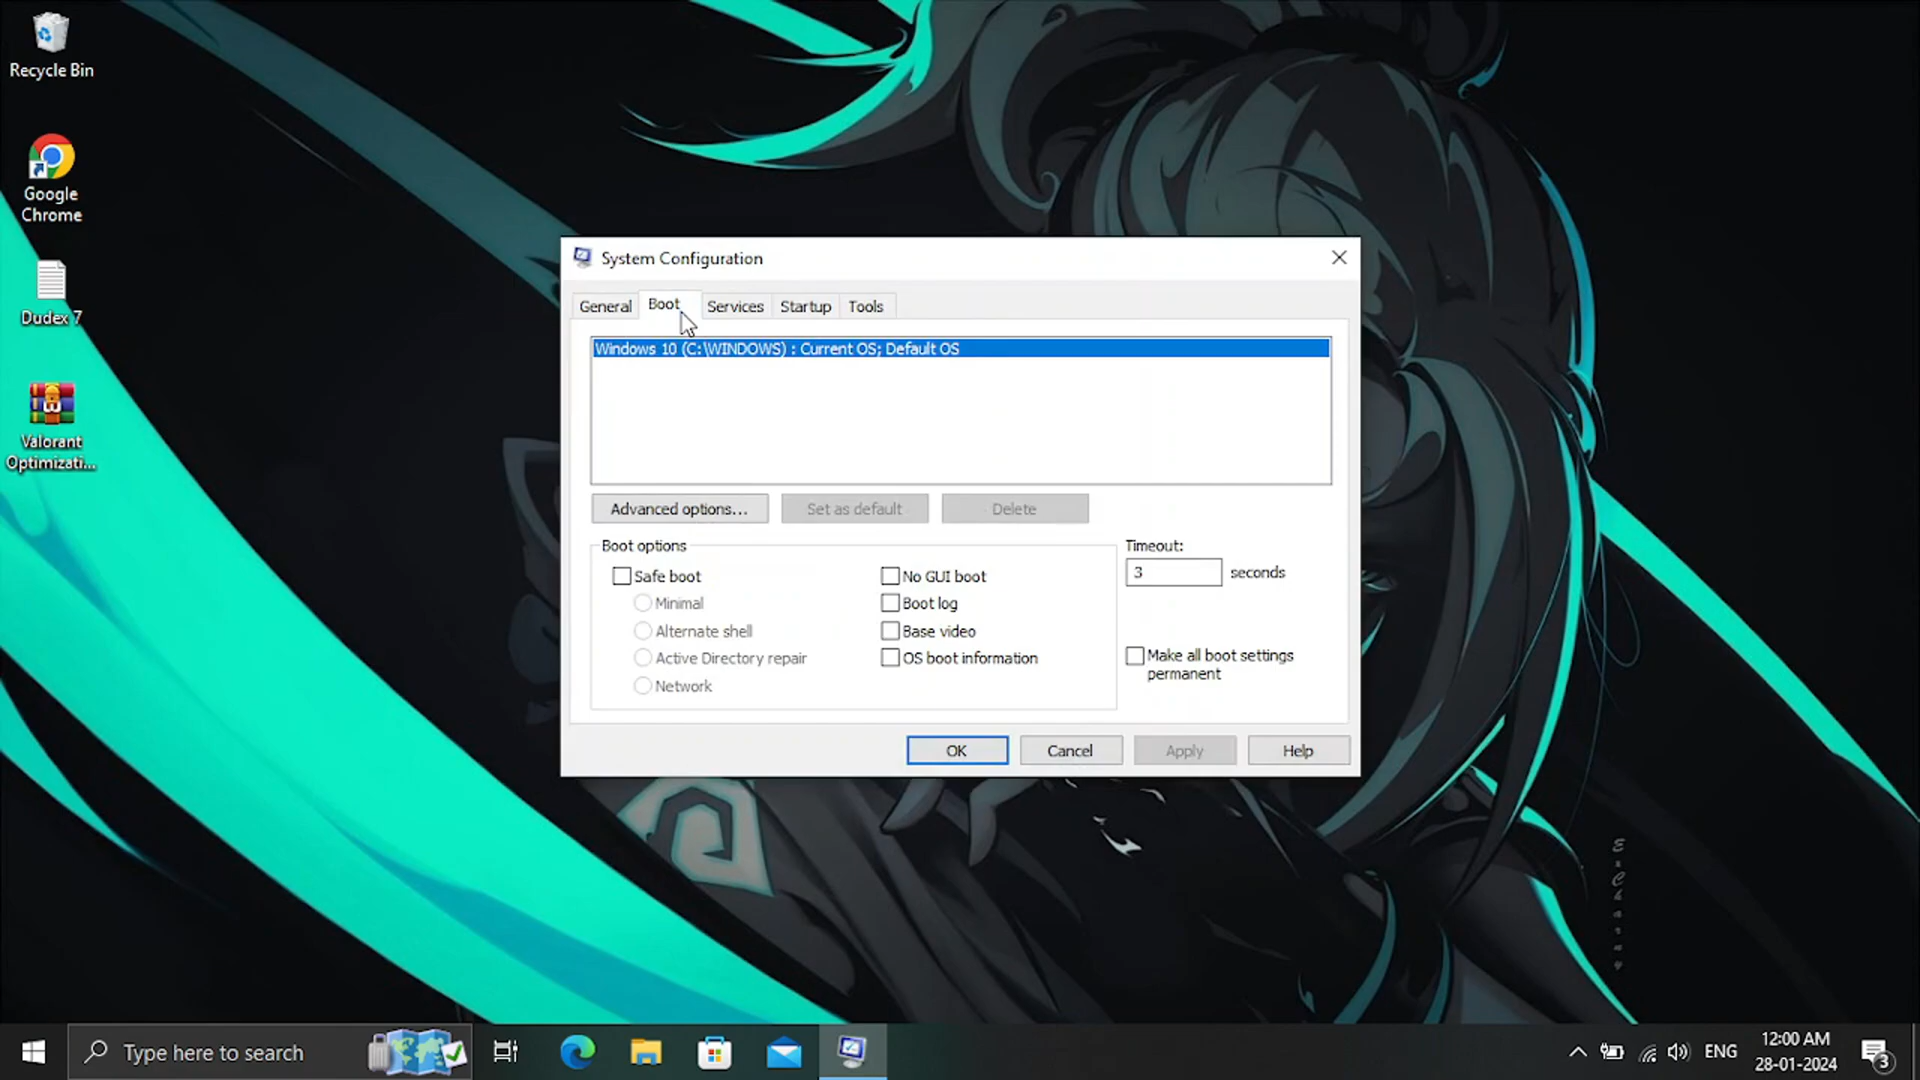 Recycle Bin
Google
Chrome
Dudex 7
Valorant
Optimizati...
System Configuration
General
Boot
Services
Startup
Tools
Windows 10 (C:\WINDOWS) : Current OS; Default OS
Advanced options...
Set as default
Delete
Boot options
Timeout:
3
seconds
Safe boot
Minimal
Alternate shell
Active Directory repair
Network
No GUI boot
Boot log
Base video
OS boot information
Make all boot settings
permanent
OK
Cancel
Apply
Help
Type here to search
ENG
12:00 AM
28-01-2024
3